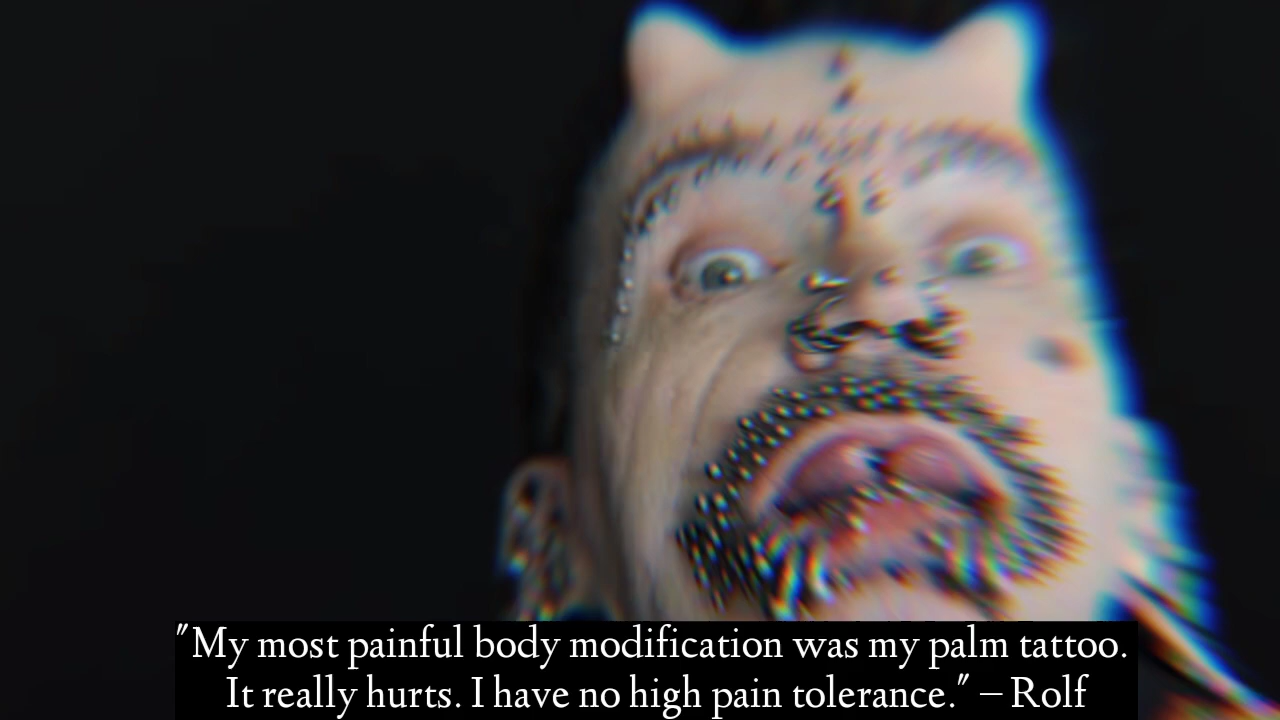 "My most painful body modification was my palm tattoo.
It really hurts. I have no high pain tolerance." – Rolf